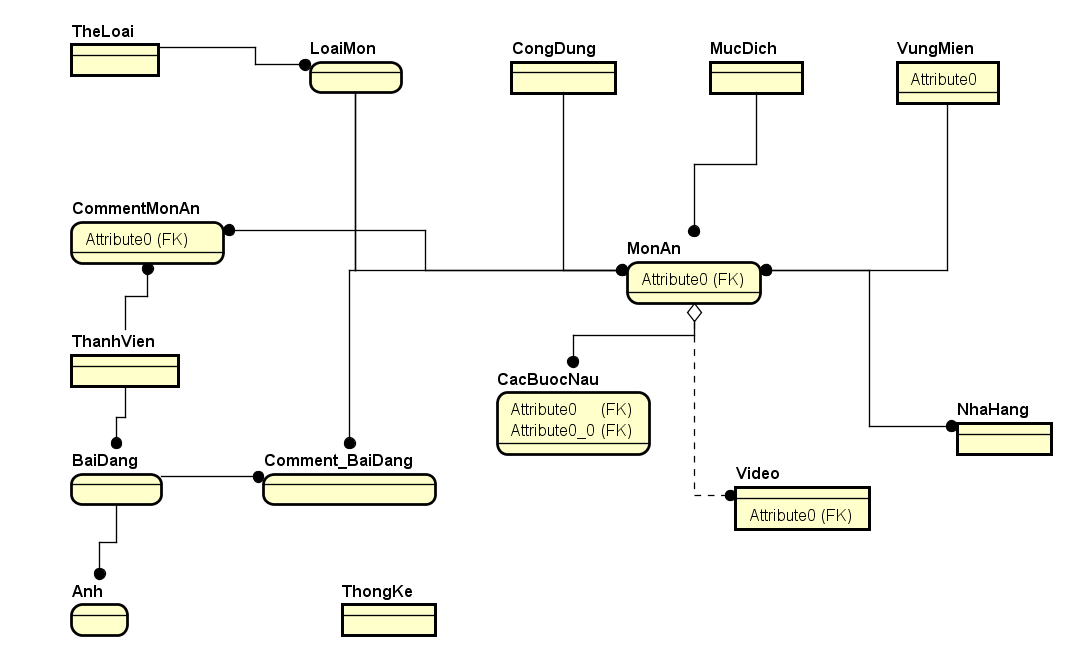 TheLoai
LoaiMon
CongDung
MucDich
VungMien
Attribute0
CommentMonAn
Attribute0 (FK)
MonAn
Attribute0 (FK)
ThanhVien
CacBuocNau
Attribute0 (FK)
Attribute0_0 (FK)
NhaHang
BaiDang
Comment_BaiDang
Video
Attribute0 (FK)
Anh
ThongKe